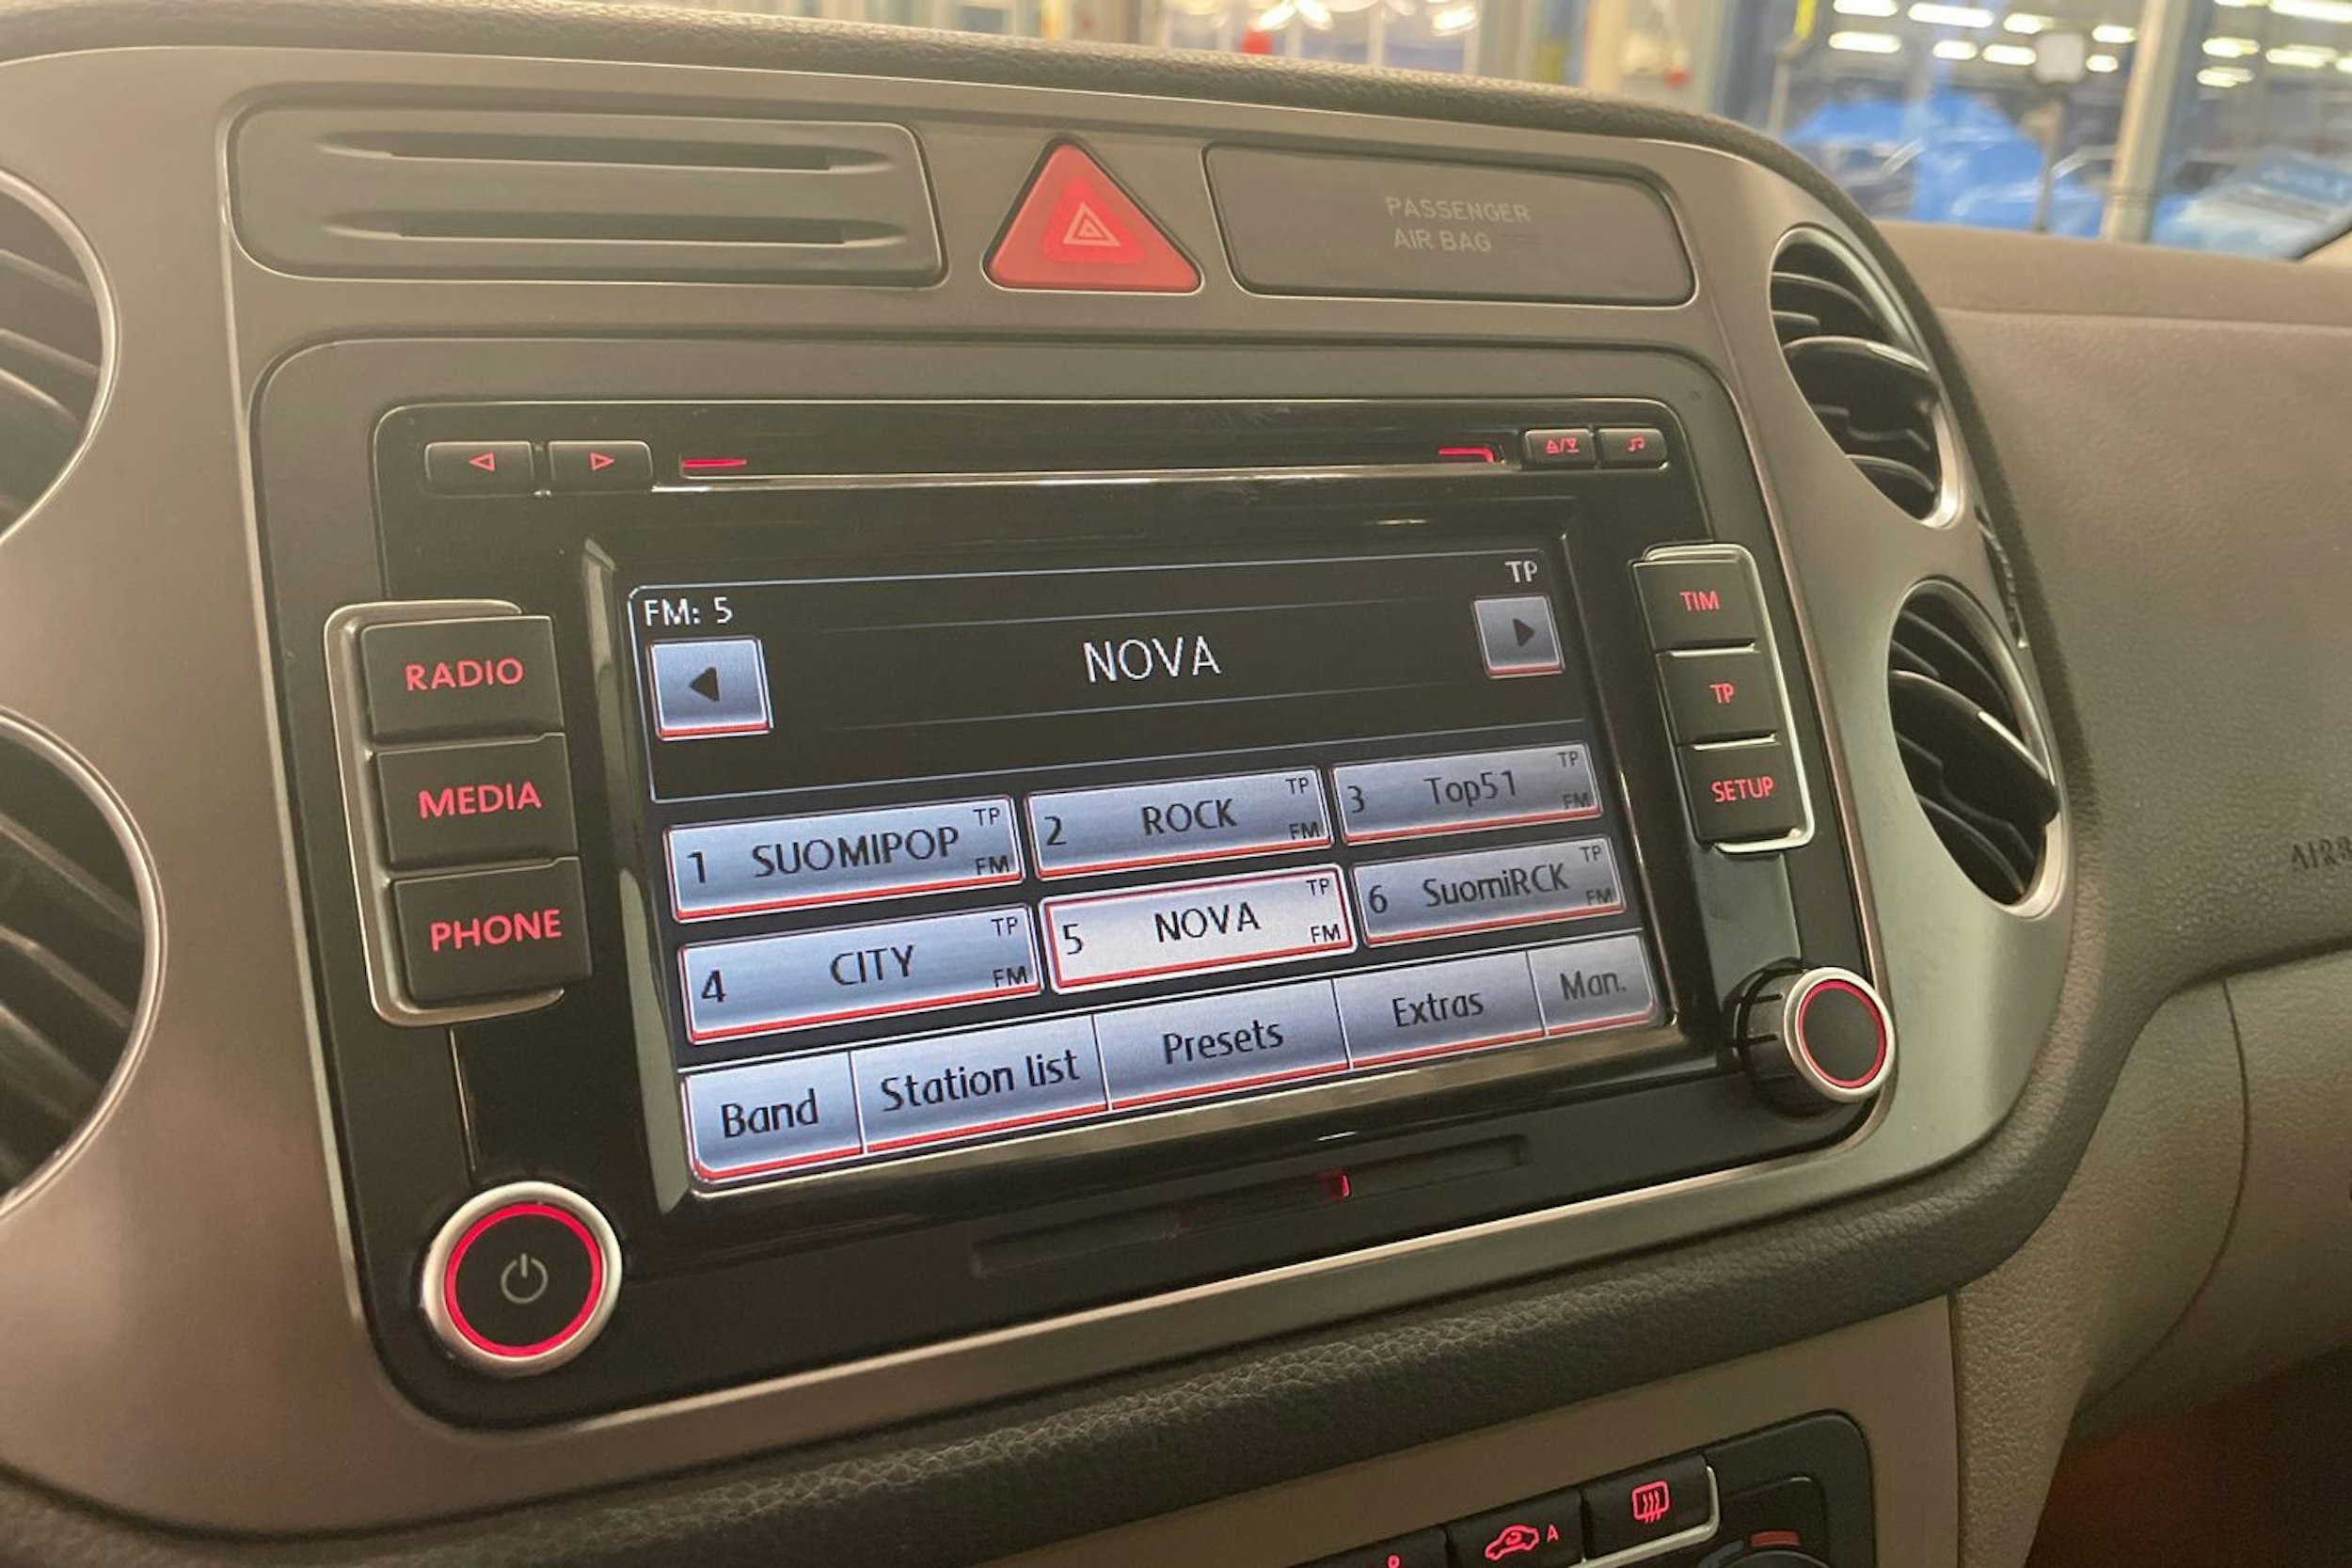 PASSENGER
AIR BAG
RADIO
MEDIA
PHONE
TP
FM: 5
NOVA
1 SUOMIPOP TP FM
2 ROCK TP FM
3 Top51 TP FM
4 CITY TP FM
5 NOVA TP FM
6 SuomiRCK TP FM
Band
Station list
Presets
Extras
Man.
TIM
TP
SETUP
A